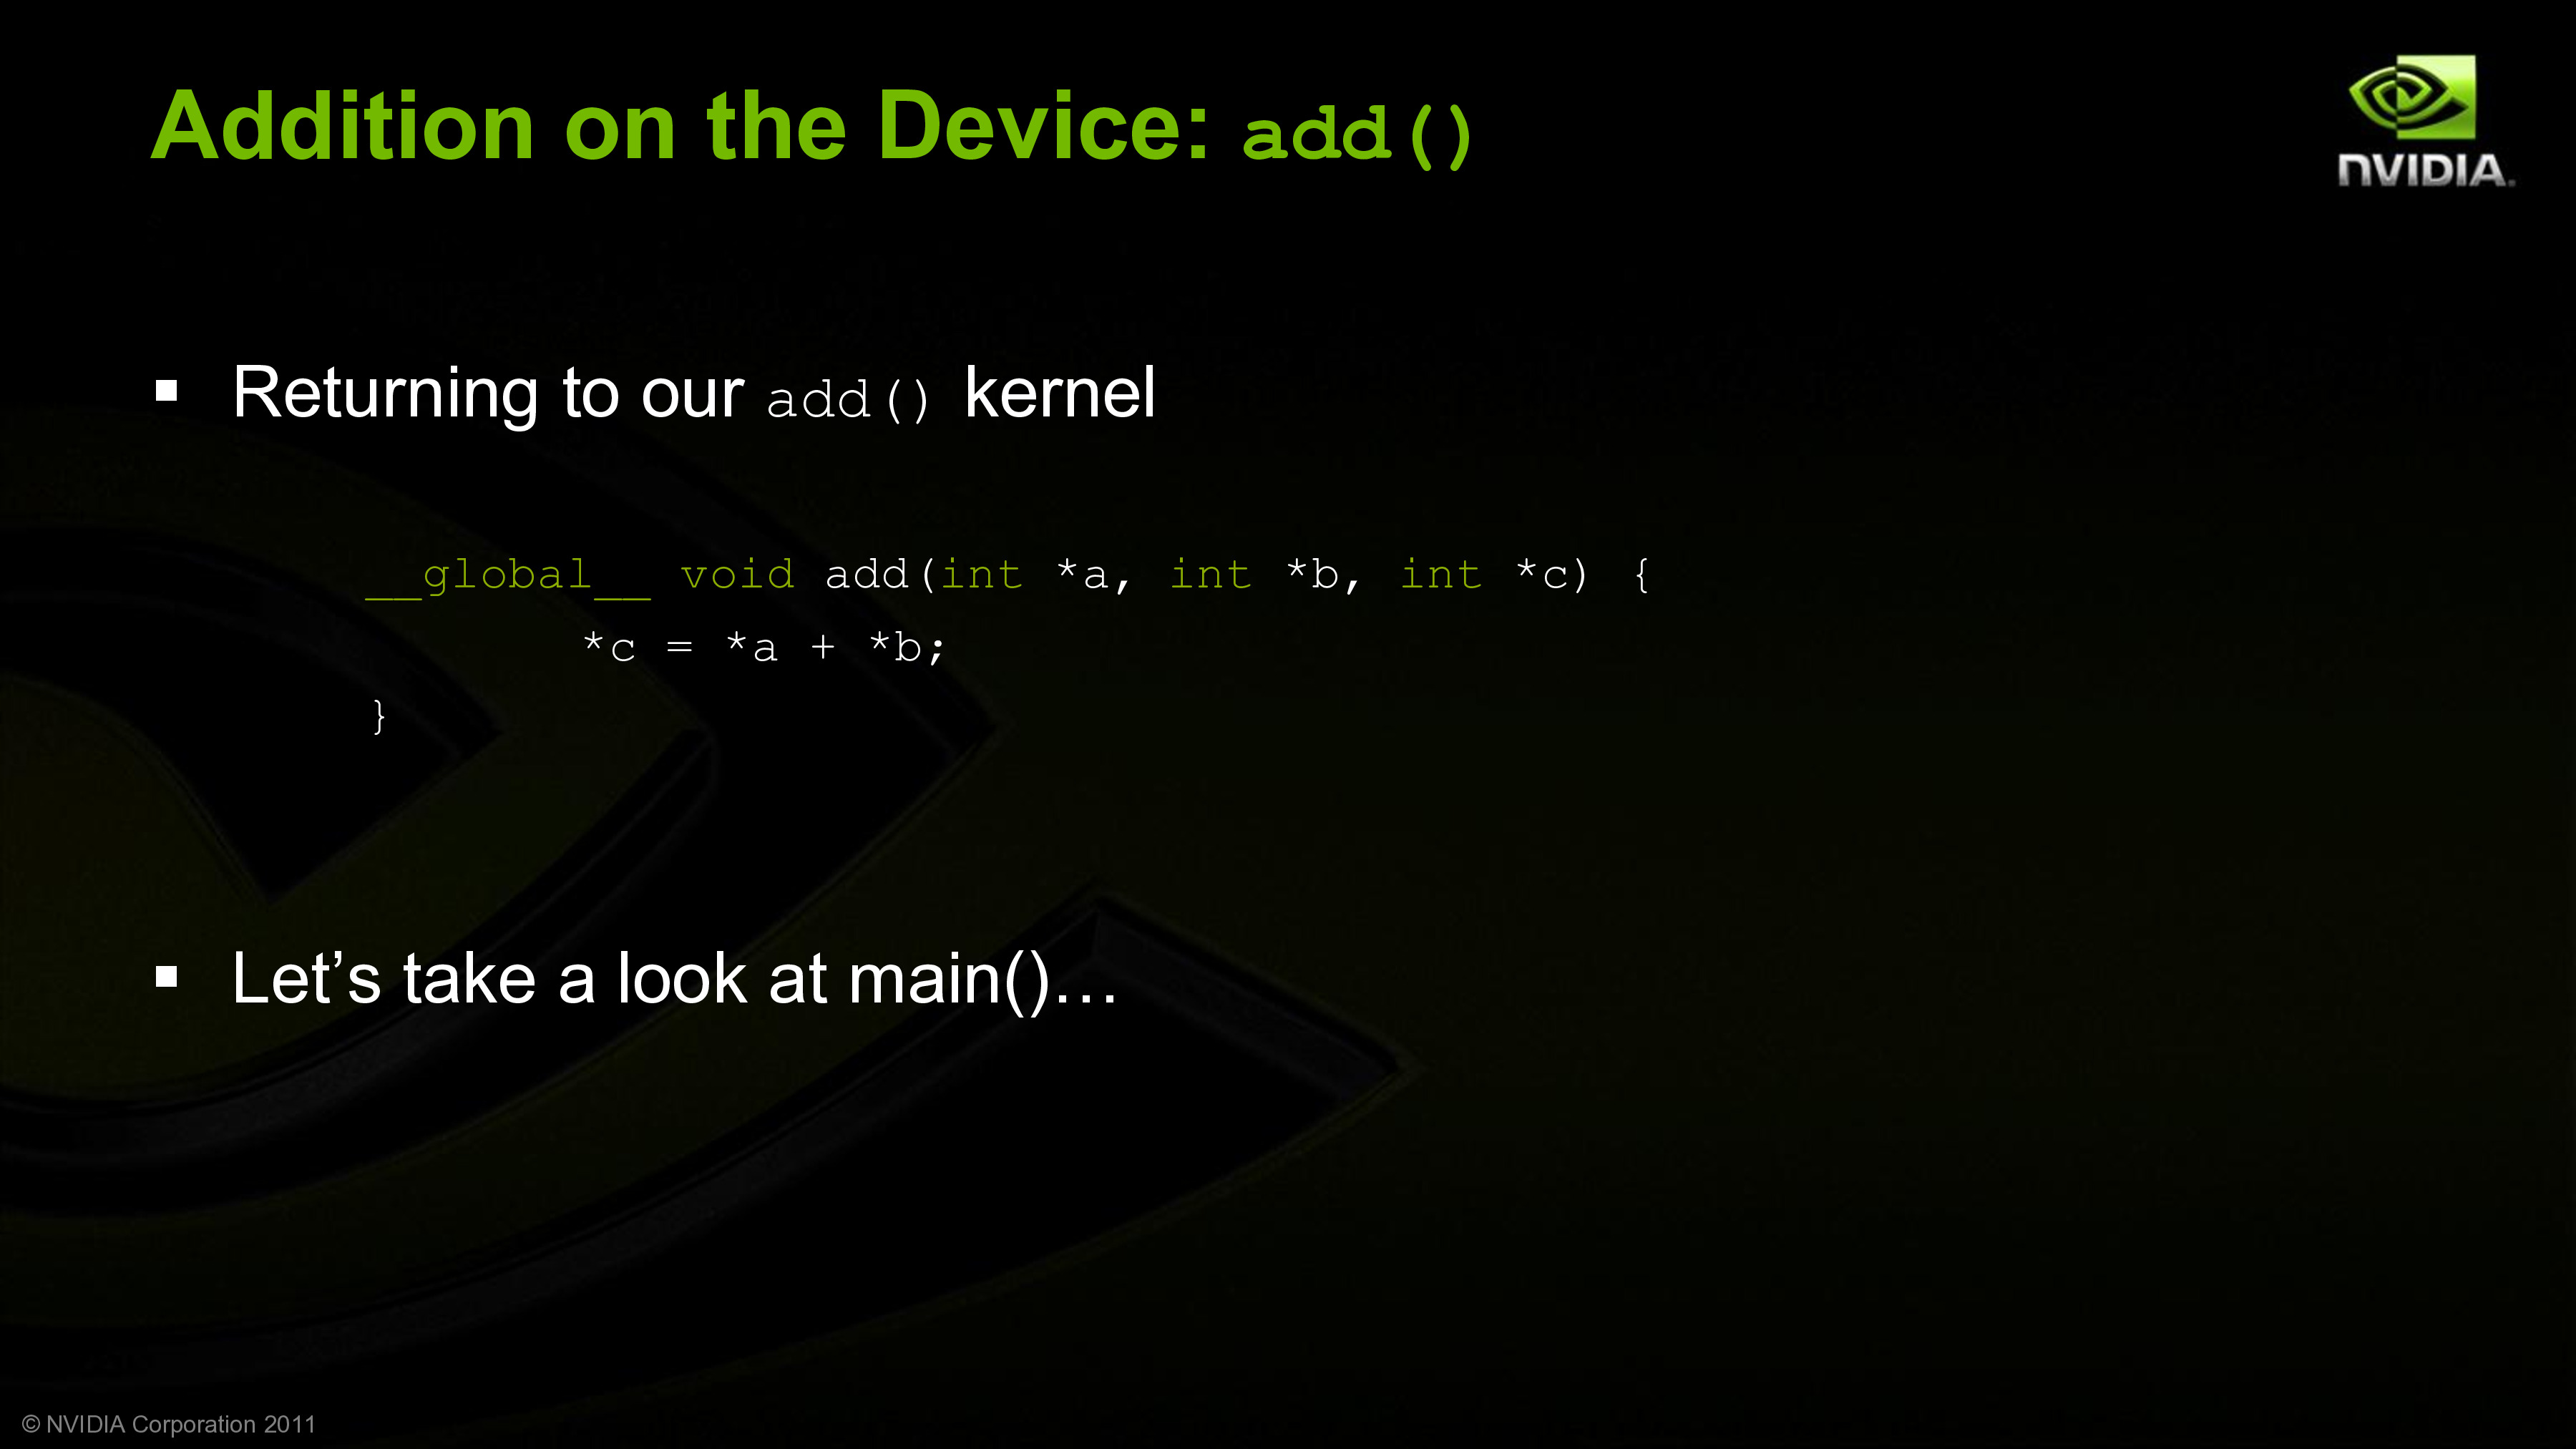 Addition on the Device: add()
NVIDIA.
▪ Returning to our add() kernel
__global__ void add(int *a, int *b, int *c) {
*c = *a + *b;
}
▪ Let’s take a look at main()…
© NVIDIA Corporation 2011